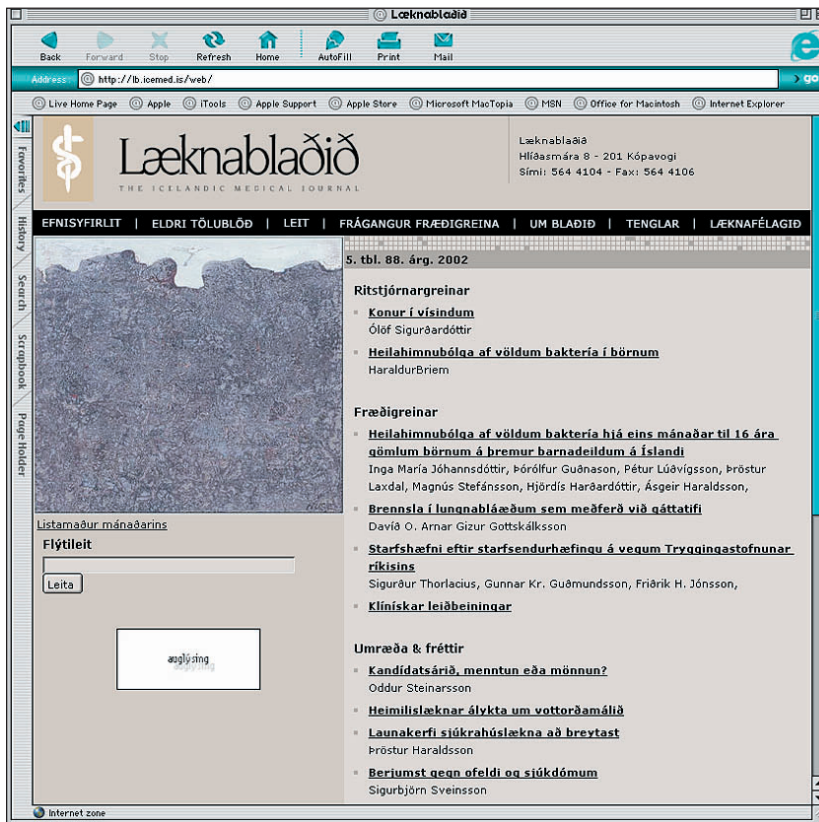 Læknablaðið
Back
Forward
Stop
Refresh
Home
AutoFill
Print
Mail
Address:
http://lb.icemed.is/web/
go
Live Home Page
Apple
iTools
Apple Support
Apple Store
Microsoft MacTopia
MSN
Office for Macintosh
Internet Explorer
Favorites
History
Search
Scrapbook
Page Holder
Læknablaðið
THE ICELANDIC MEDICAL JOURNAL
Læknablaðið
Hlíðasmára 8 - 201 Kópavogi
Sími: 564 4104 - Fax: 564 4106
EFNISYFIRLIT | ELDRI TÖLUBLÖÐ | LEIT | FRÁGANGUR FRÆÐIGREINA | UM BLAÐIÐ | TENGLAR | LÆKNAFÉLAGIÐ
Listamaður mánaðarins
Flýtileit
Leita
auglýsing
5. tbl. 88. árg. 2002
Ritstjórnargreinar
Konur í vísindum
Ólöf Sigurðardóttir
Heilahimnubólga af völdum baktería í börnum
HaraldurBriem
Fræðigreinar
Heilahimnubólga af völdum baktería hjá eins mánaðar til 16 ára
gömlum börnum á þremur barnadeildum á Íslandi
Inga María Jóhannsdóttir, Þórólfur Guðnason, Pétur Lúðvígsson, Þröstur
Laxdal, Magnús Stefánsson, Hjördís Harðardóttir, Ásgeir Haraldsson,
Brennsla í lungnabláæðum sem meðferð við gáttatifi
Davíð O. Arnar Gizur Gottskálksson
Starfshæfni eftir starfsendurhæfingu á vegum Tryggingastofnunar
ríkisins
Sigurður Thorlacius, Gunnar Kr. Guðmundsson, Friðrik H. Jónsson,
Klínískar leiðbeiningar
Umræða & fréttir
Kandídatsárið, menntun eða mönnun?
Oddur Steinarsson
Heimilislæknar álykta um vottorðamálið
Launakerfi sjúkrahúslækna að breytast
Þröstur Haraldsson
Berjumst gegn ofeldi og sjúkdómum
Sigurbjörn Sveinsson
Internet zone